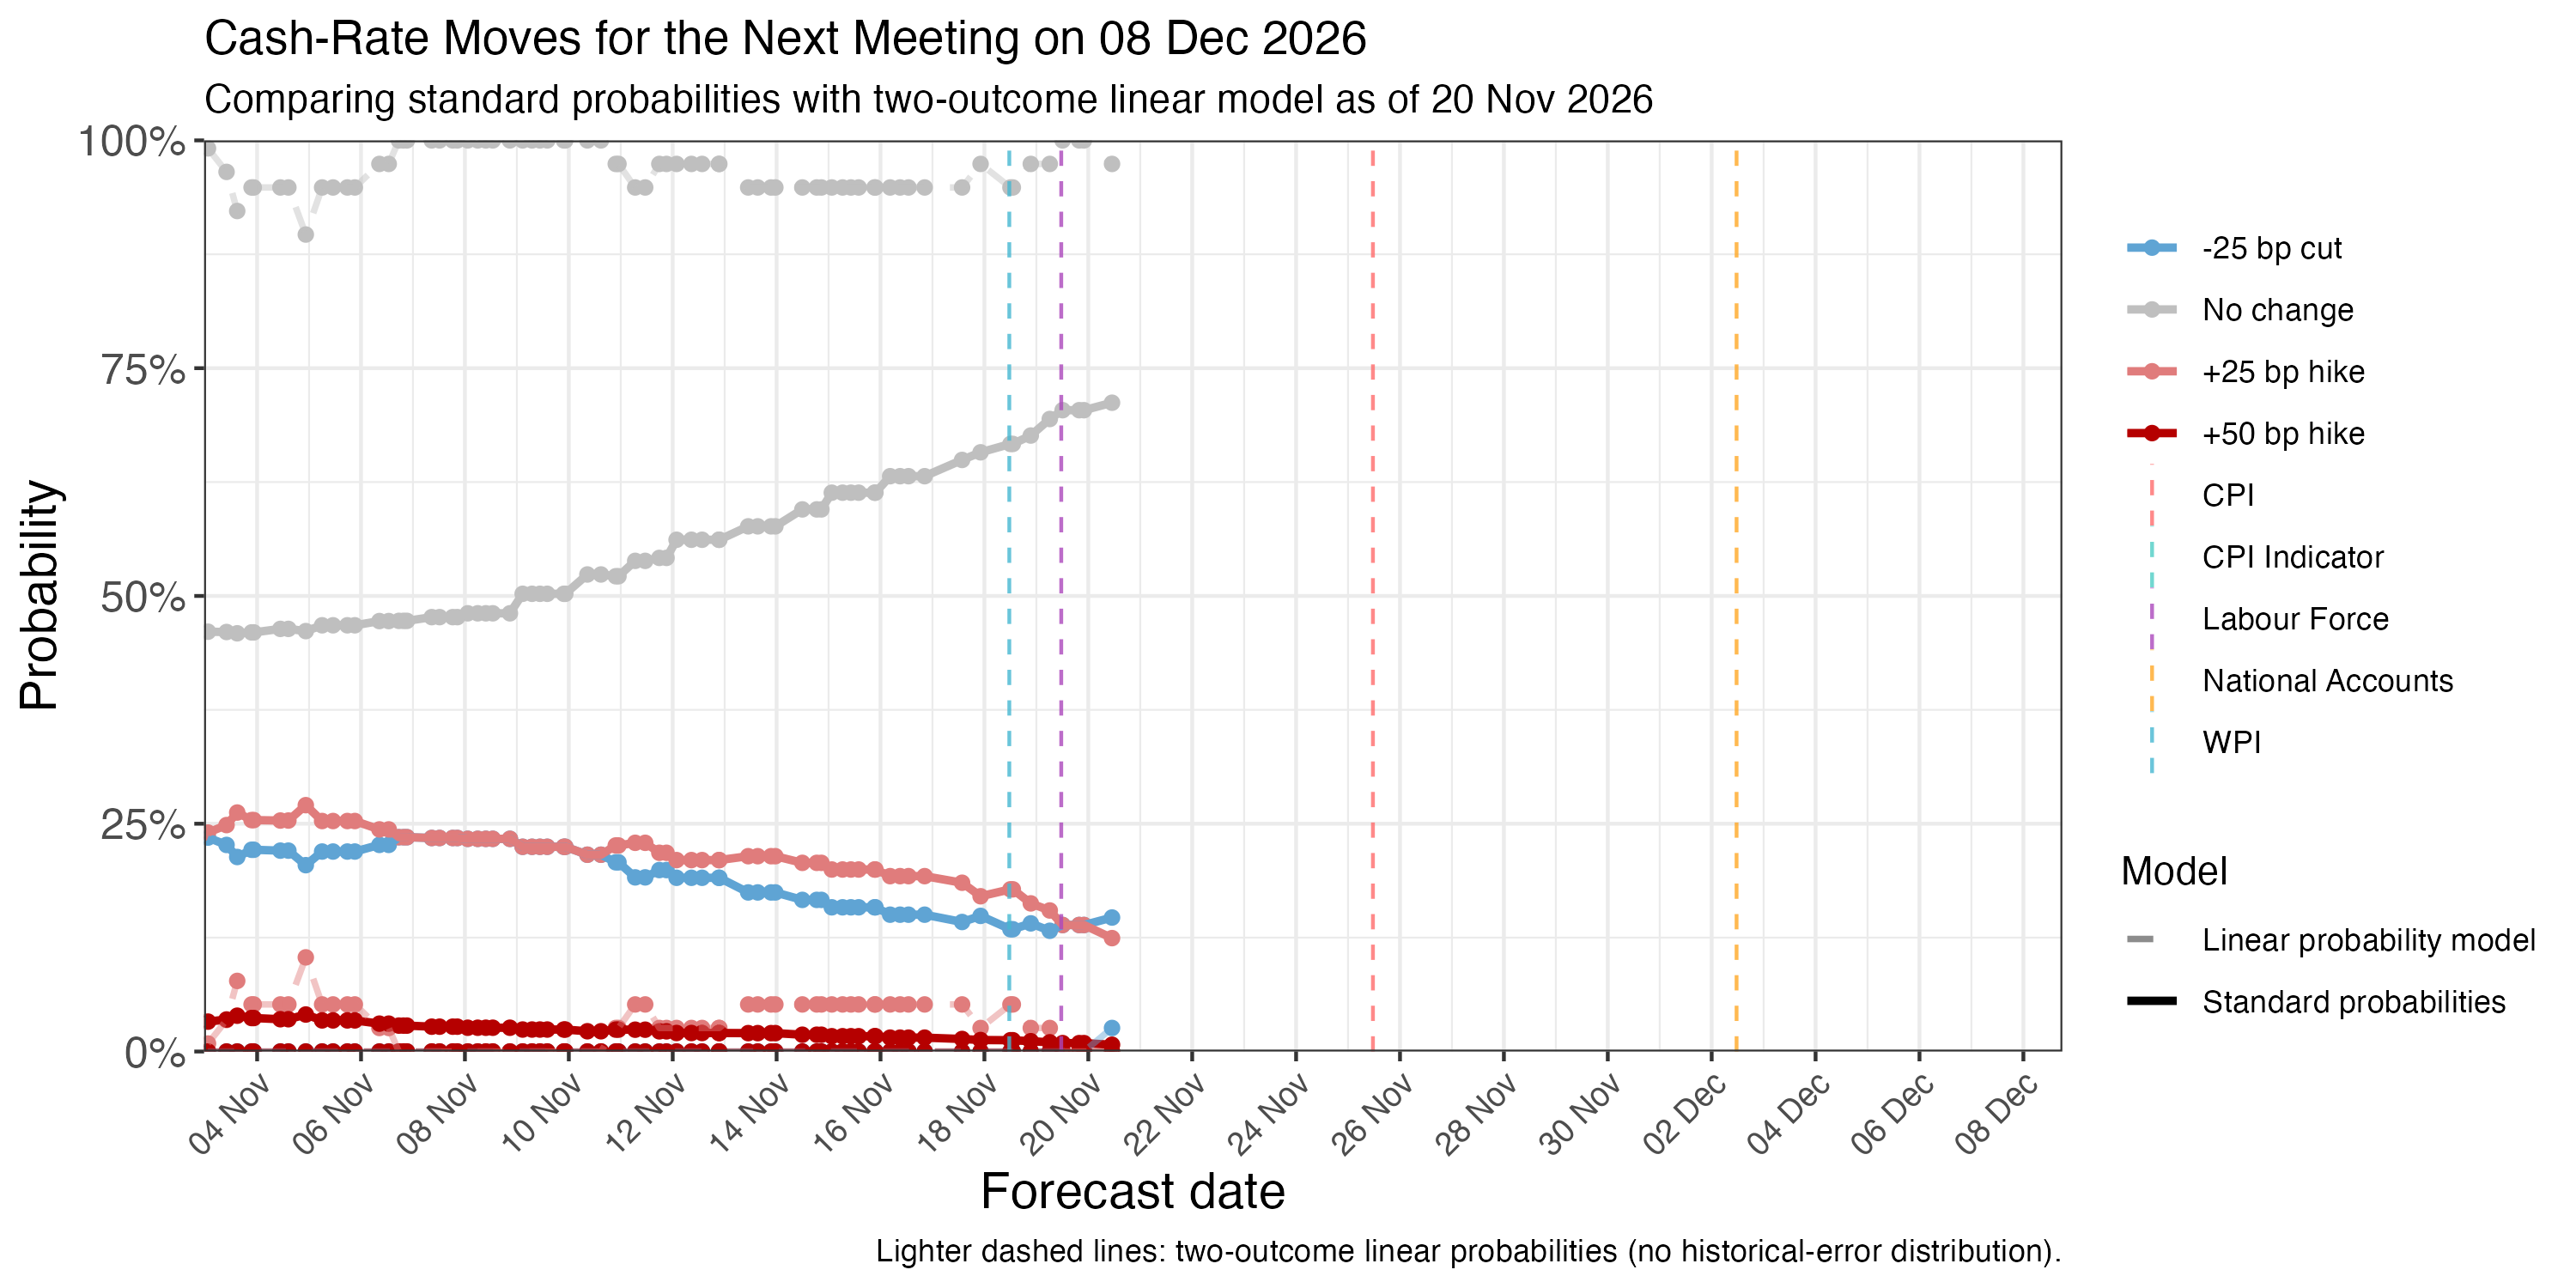 Cash-Rate Moves for the Next Meeting on 08 Dec 2026
Comparing standard probabilities with two-outcome linear model as of 20 Nov 2026
100%
75%
50%
25%
0%
Probability
04 Nov
06 Nov
08 Nov
10 Nov
12 Nov
14 Nov
16 Nov
18 Nov
20 Nov
22 Nov
24 Nov
26 Nov
28 Nov
30 Nov
02 Dec
04 Dec
06 Dec
08 Dec
Forecast date
-25 bp cut
No change
+25 bp hike
+50 bp hike
CPI
CPI Indicator
Labour Force
National Accounts
WPI
Model
Linear probability model
Standard probabilities
Lighter dashed lines: two-outcome linear probabilities (no historical-error distribution).